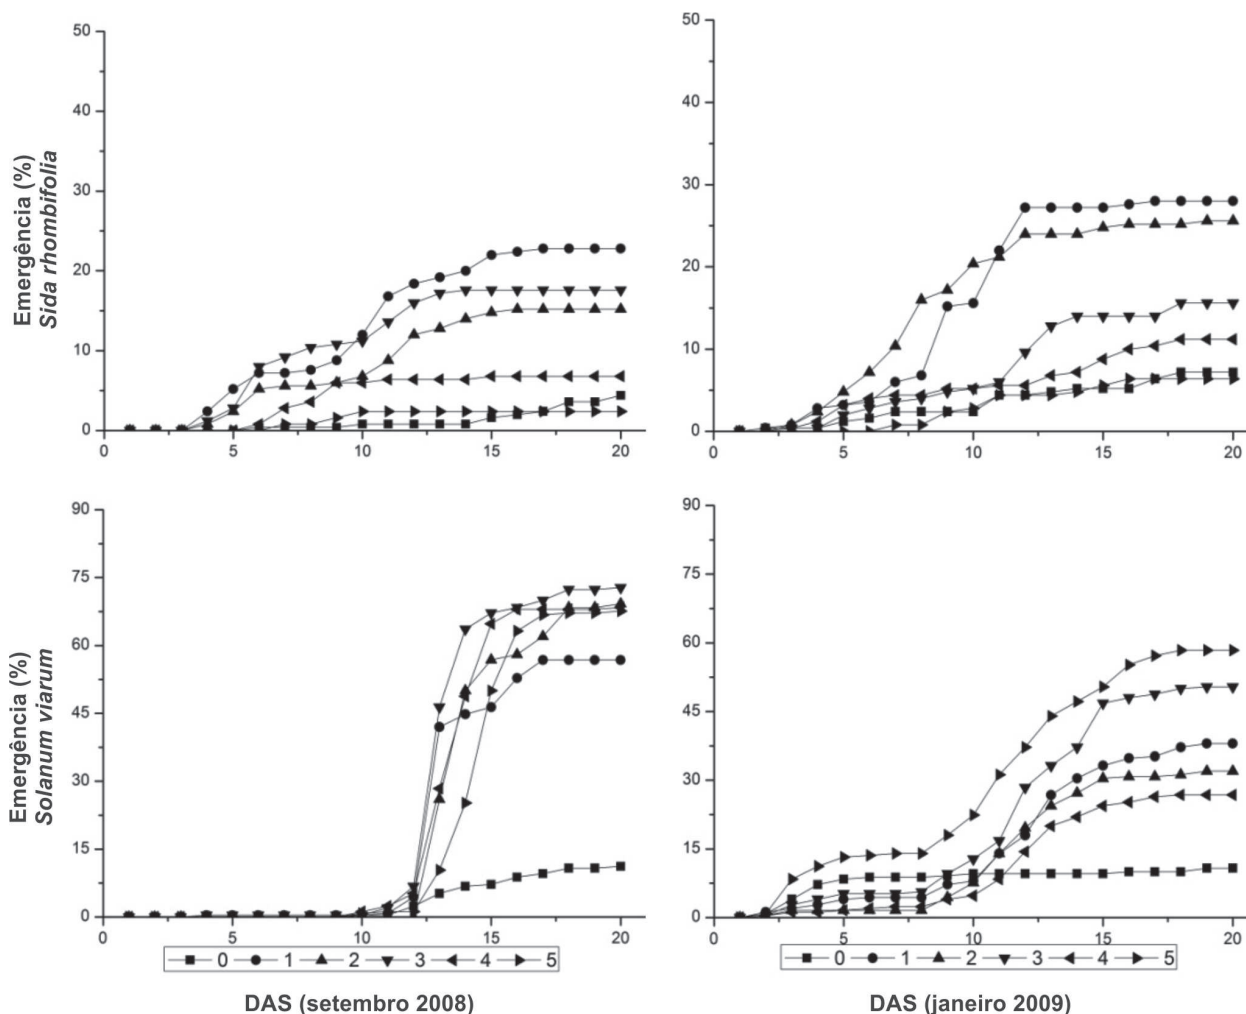 50
40
30
20
10
0
0 5 10 15 20
Emergência (%)
Sida rhombifolia
50
40
30
20
10
0
0 5 10 15 20
90
75
60
45
30
15
0
0 5 10 15 20
Emergência (%)
Solanum viarum
0 1 2 3 4 5
DAS (setembro 2008)
90
75
60
45
30
15
0
0 5 10 15 20
0 1 2 3 4 5
DAS (janeiro 2009)